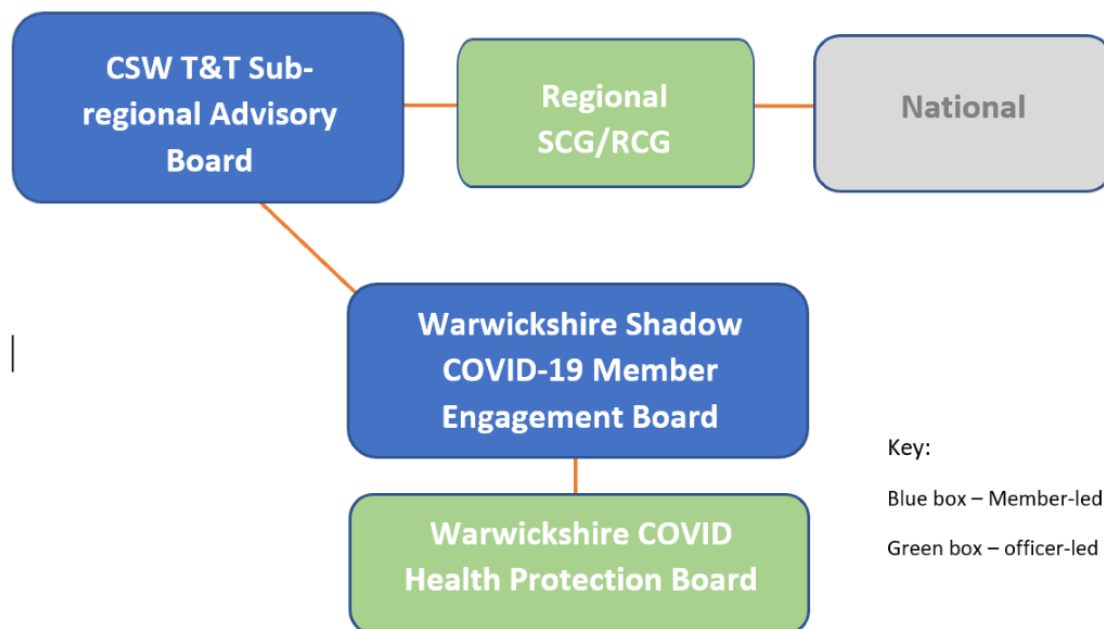 CSW T&T Sub-
regional Advisory
Board
Regional
SCG/RCG
National
Warwickshire Shadow
COVID-19 Member
Engagement Board
Warwickshire COVID
Health Protection Board
Key:
Blue box – Member-led
Green box – officer-led